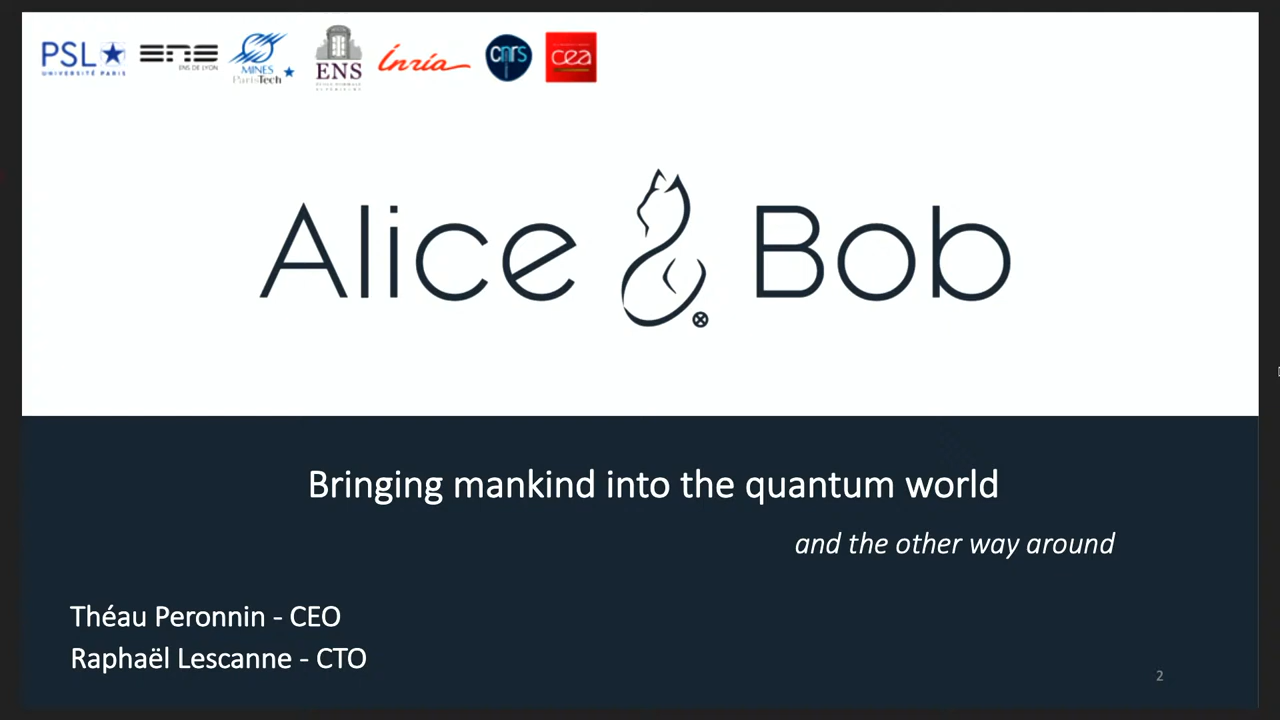 PSL
UNIVERSITÉ PARIS
ENS
ENS DE LYON
MINES
ParisTech
ENS
Inria
cnrs
cea
Alice & Bob
Bringing mankind into the quantum world
and the other way around
Théau Peronnin - CEO
Raphaël Lescanne - CTO
2